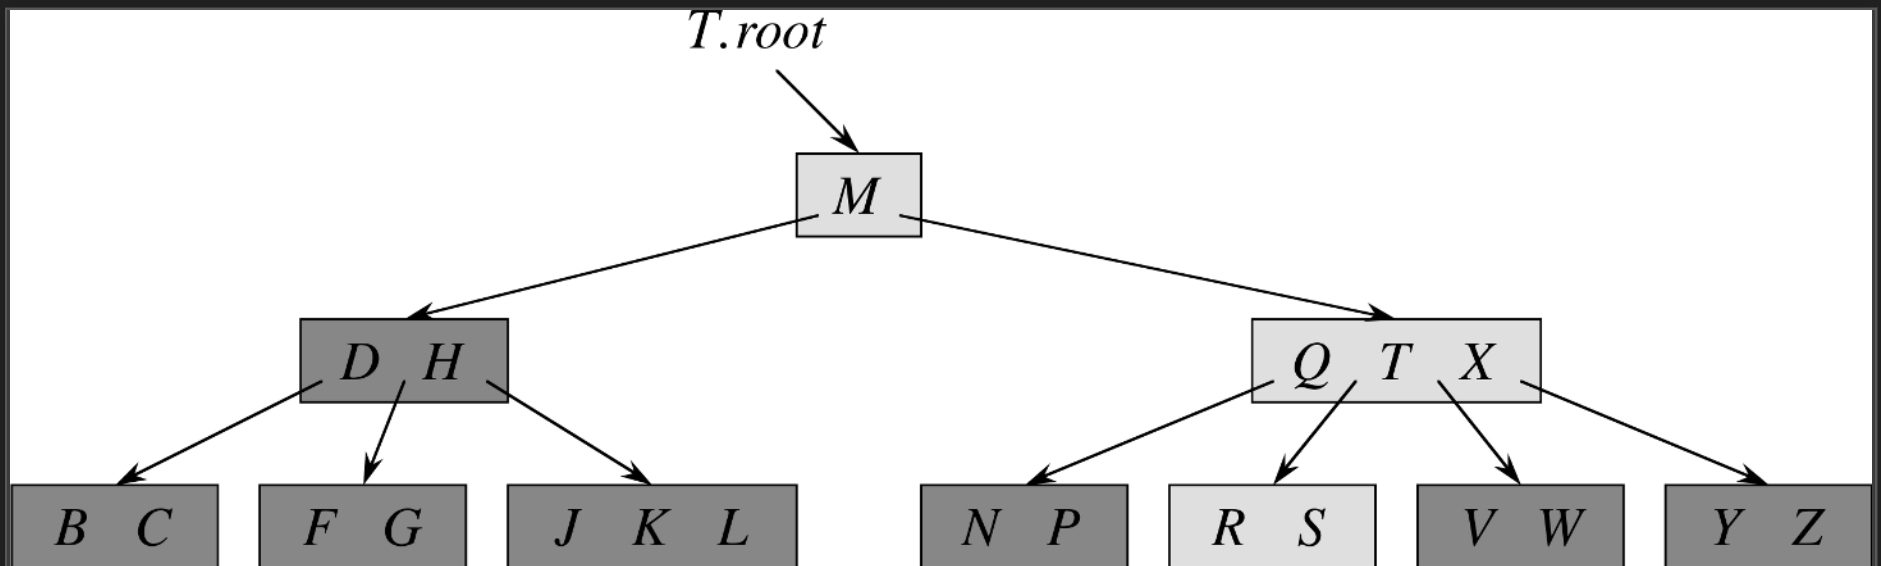 T.root
M
D H
Q T X
B C
F G
J K L
N P
R S
V W
Y Z